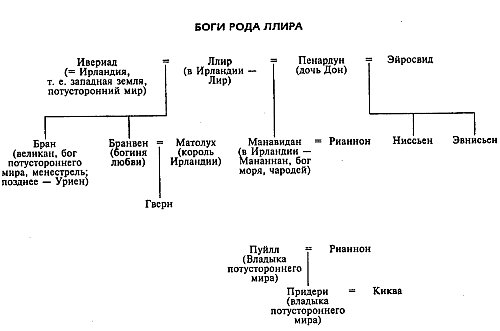 БОГИ РОДА ЛЛИРА
Ивериад = Ллир = Пенардун = Эйросвид
(= Ирландия, (в Ирландии — (дочь Дон)
т. е. западная земля, Лир)
потусторонний мир)
Бран Бранвен = Матолух Манавидан = Рианнон Ниссьен Эвнисьен
(великан, бог (богиня (король (в Ирландии —
потустороннего любви) Ирландии) Мананнан, бог
мира, менестрель; моря, чародей)
позднее — Уриен)
Гверн
Пуйлл = Рианнон
(Владыка
потустороннего
мира)
Придери = Киква
(владыка
потустороннего
мира)